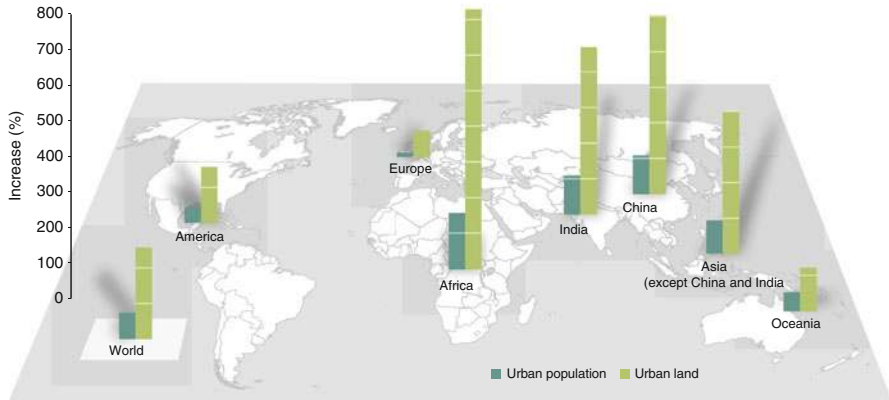 800
700
600
500
400
300
200
100
0
Increase (%)
World
America
Europe
Africa
India
China
Asia
(except China and India
Oceania
Urban population
Urban land